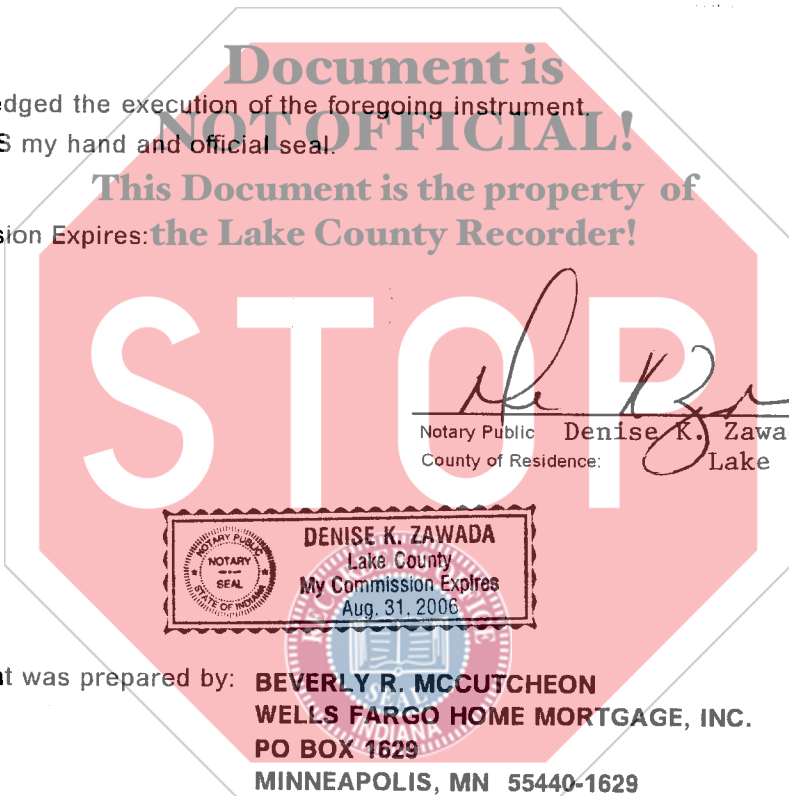 Document is
edged the execution of the foregoing instrument.
NOT OFFICIAL!
S my hand and official seal.
This Document is the property of
sion Expires: the Lake County Recorder!
STOP
Notary Public Denise K. Zawa
County of Residence: Lake
NOTARY PUBLIC
NOTARY
SEAL
STATE OF INDIANA
DENISE K. ZAWADA
Lake County
My Commission Expires
Aug. 31, 2006
SEAL
INDIANA
nt was prepared by: BEVERLY R. MCCUTCHEON
WELLS FARGO HOME MORTGAGE, INC.
PO BOX 1629
MINNEAPOLIS, MN 55440-1629